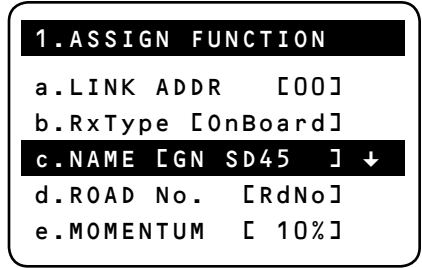 1.ASSIGN FUNCTION
a.LINK ADDR [00]
b.RxType [OnBoard]
c.NAME [GN SD45 ] ↓
d.ROAD No. [RdNo]
e.MOMENTUM [ 10%]